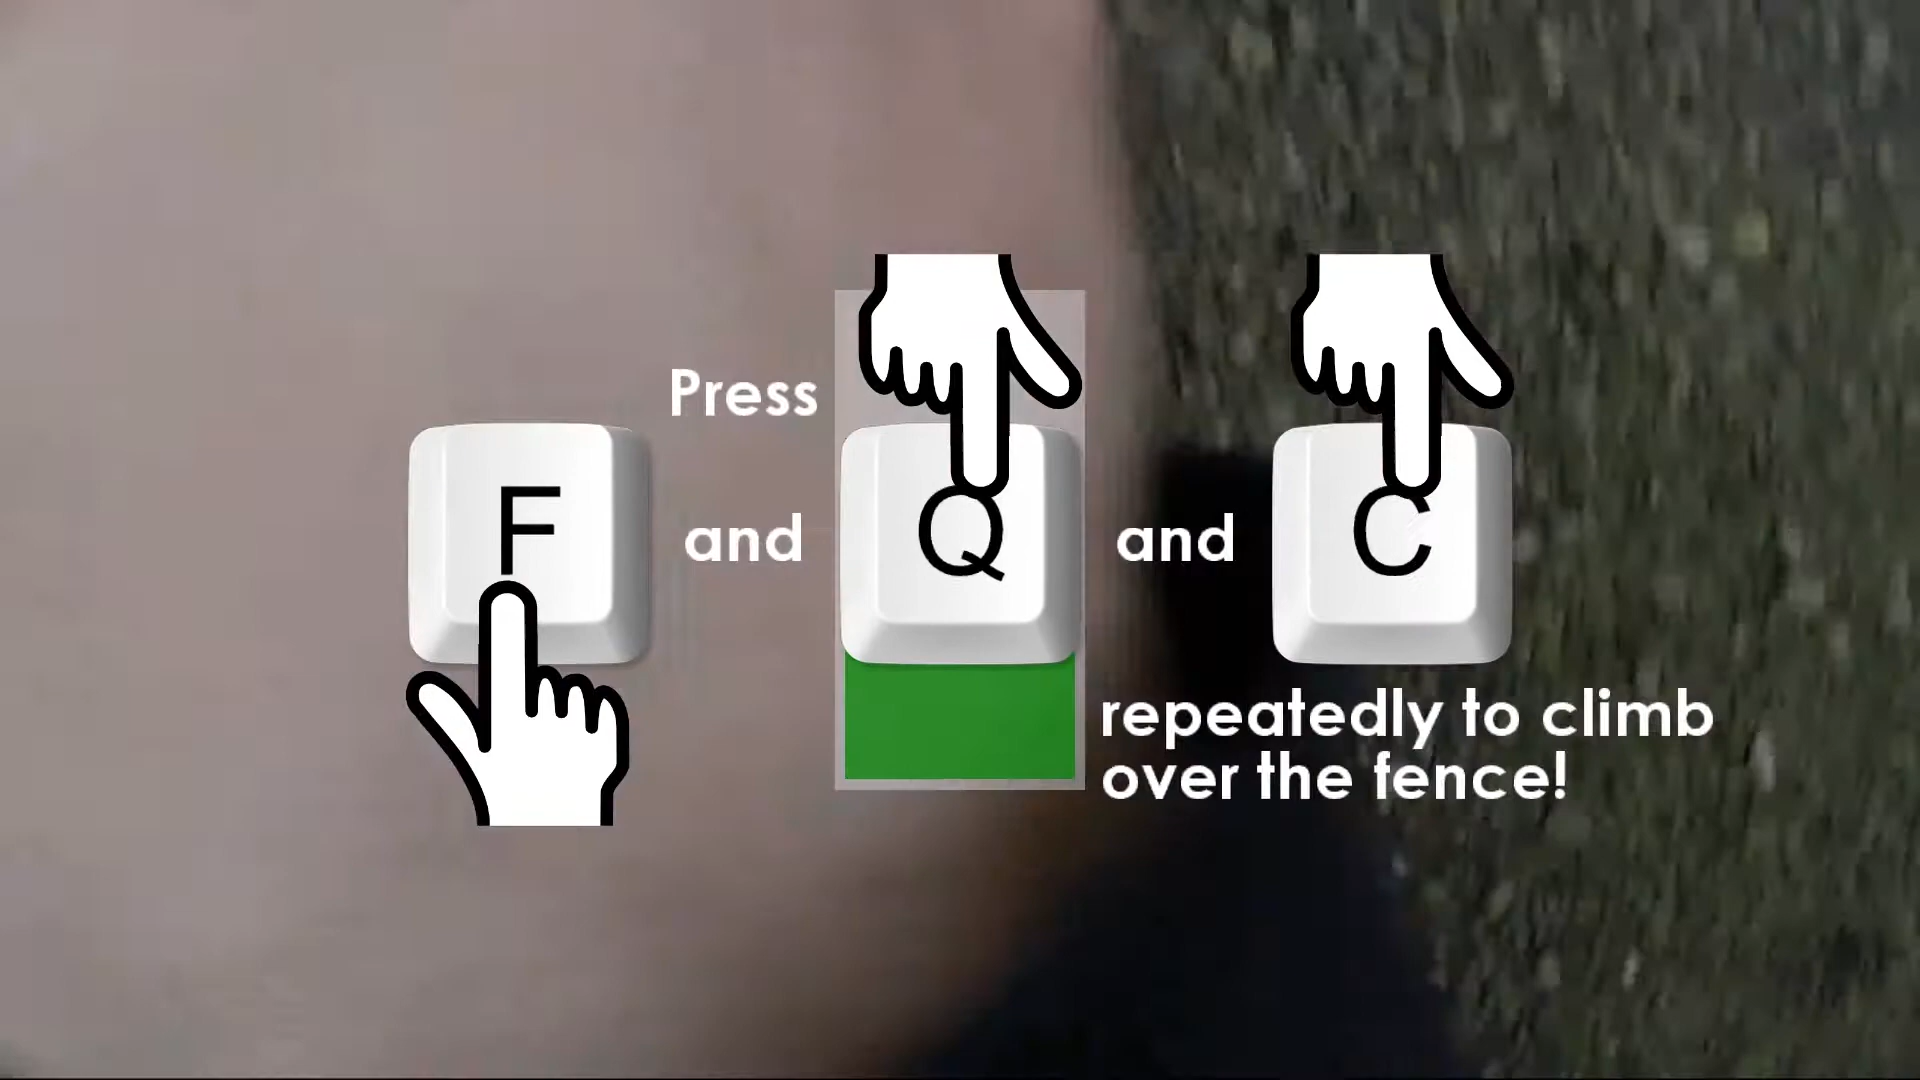 Press
F and Q and C
repeatedly to climb
over the fence!